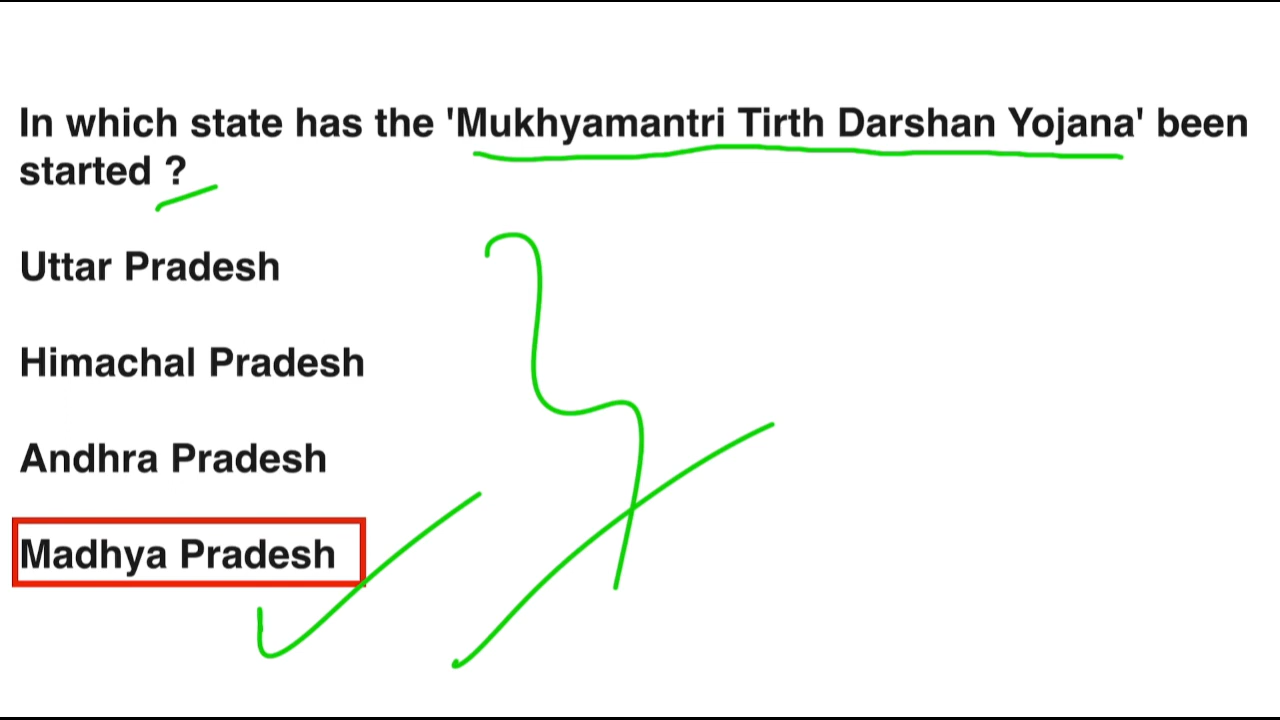 In which state has the 'Mukhyamantri Tirth Darshan Yojana' been
started ?
Uttar Pradesh
Himachal Pradesh
Andhra Pradesh
Madhya Pradesh